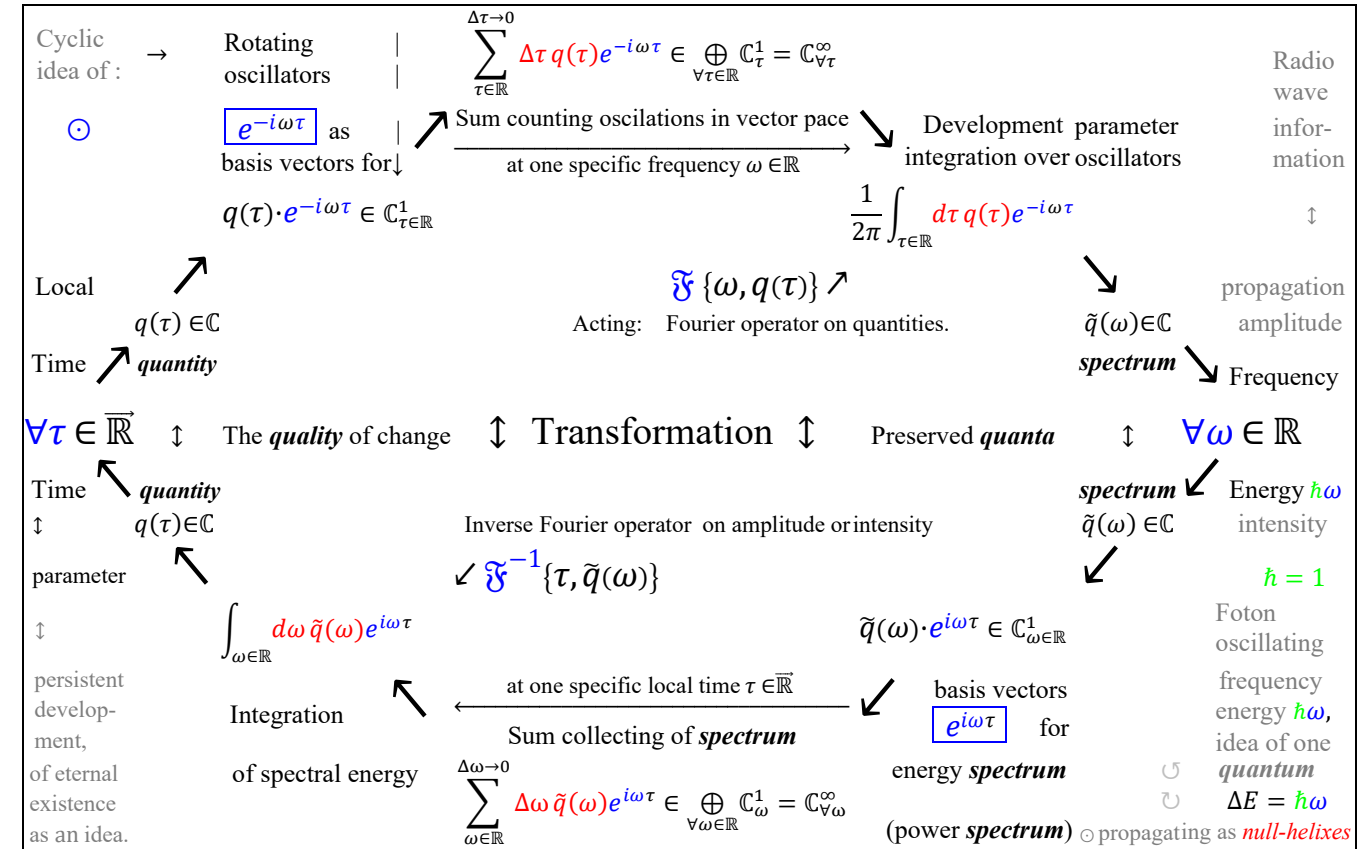 Cyclic
idea of :
→
⊙
Rotating |
oscillators |
e^{−iωτ} as |
basis vectors for↓
q(τ)·e^{−iωτ} ∈ ℂ^1_{τ∈ℝ}
∑_{τ∈ℝ}^{Δτ→0} Δτ q(τ)e^{−iωτ} ∈ ⊕_{∀τ∈ℝ} ℂ^1_τ = ℂ^∞_{∀τ}
↗ Sum counting oscilations in vector pace ↘
⟶
at one specific frequency ω ∈ℝ
Development parameter
integration over oscillators
1/2π ∫_{τ∈ℝ} dτ q(τ)e^{−iωτ}
Radio
wave
infor-
mation
↕
propagation
amplitude
Local ↗
q(τ) ∈ℂ
Time ↗ quantity
𝔉 {ω, q(τ)} ↗
Acting: Fourier operator on quantities.
↘
q̃(ω)∈ℂ
spectrum ↘ Frequency
∀τ ∈ ℝ⃗ ↕ The quality of change ↕ Transformation ↕ Preserved quanta ↕ ∀ω ∈ ℝ
Time ↖ quantity
↕ q(τ)∈ℂ
parameter ↖
↕
persistent
develop-
ment,
of eternal
existence
as an idea.
spectrum ↙ Energy ħω
q̃(ω) ∈ℂ intensity
↙ ħ = 1
Inverse Fourier operator on amplitude or intensity
↙ 𝔉^{−1}{τ, q̃(ω)}
∫_{ω∈ℝ} dω q̃(ω)e^{iωτ}
↖
Integration
of spectral energy
q̃(ω)·e^{iωτ} ∈ ℂ^1_{ω∈ℝ}
↙
basis vectors
e^{iωτ} for
energy spectrum
(power spectrum)
at one specific local time τ ∈ℝ⃗
⟵
Sum collecting of spectrum
∑_{ω∈ℝ}^{Δω→0} Δω q̃(ω)e^{iωτ} ∈ ⊕_{∀ω∈ℝ} ℂ^1_ω = ℂ^∞_{∀ω}
Foton
oscillating
frequency
energy ħω,
idea of one
↺ quantum
↻ ΔE = ħω
⊙ propagating as null-helixes